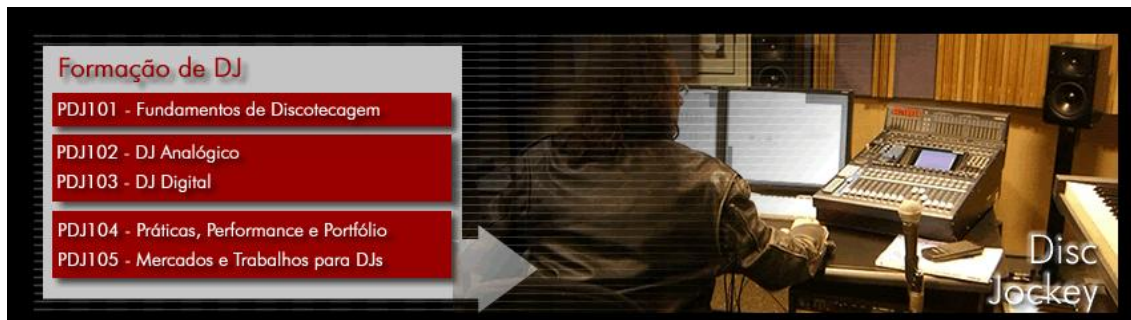 Formação de DJ
PDJ101 - Fundamentos de Discotecagem
PDJ102 - DJ Analógico
PDJ103 - DJ Digital
PDJ104 - Práticas, Performance e Portfólio
PDJ105 - Mercados e Trabalhos para DJs
Disc
Jockey